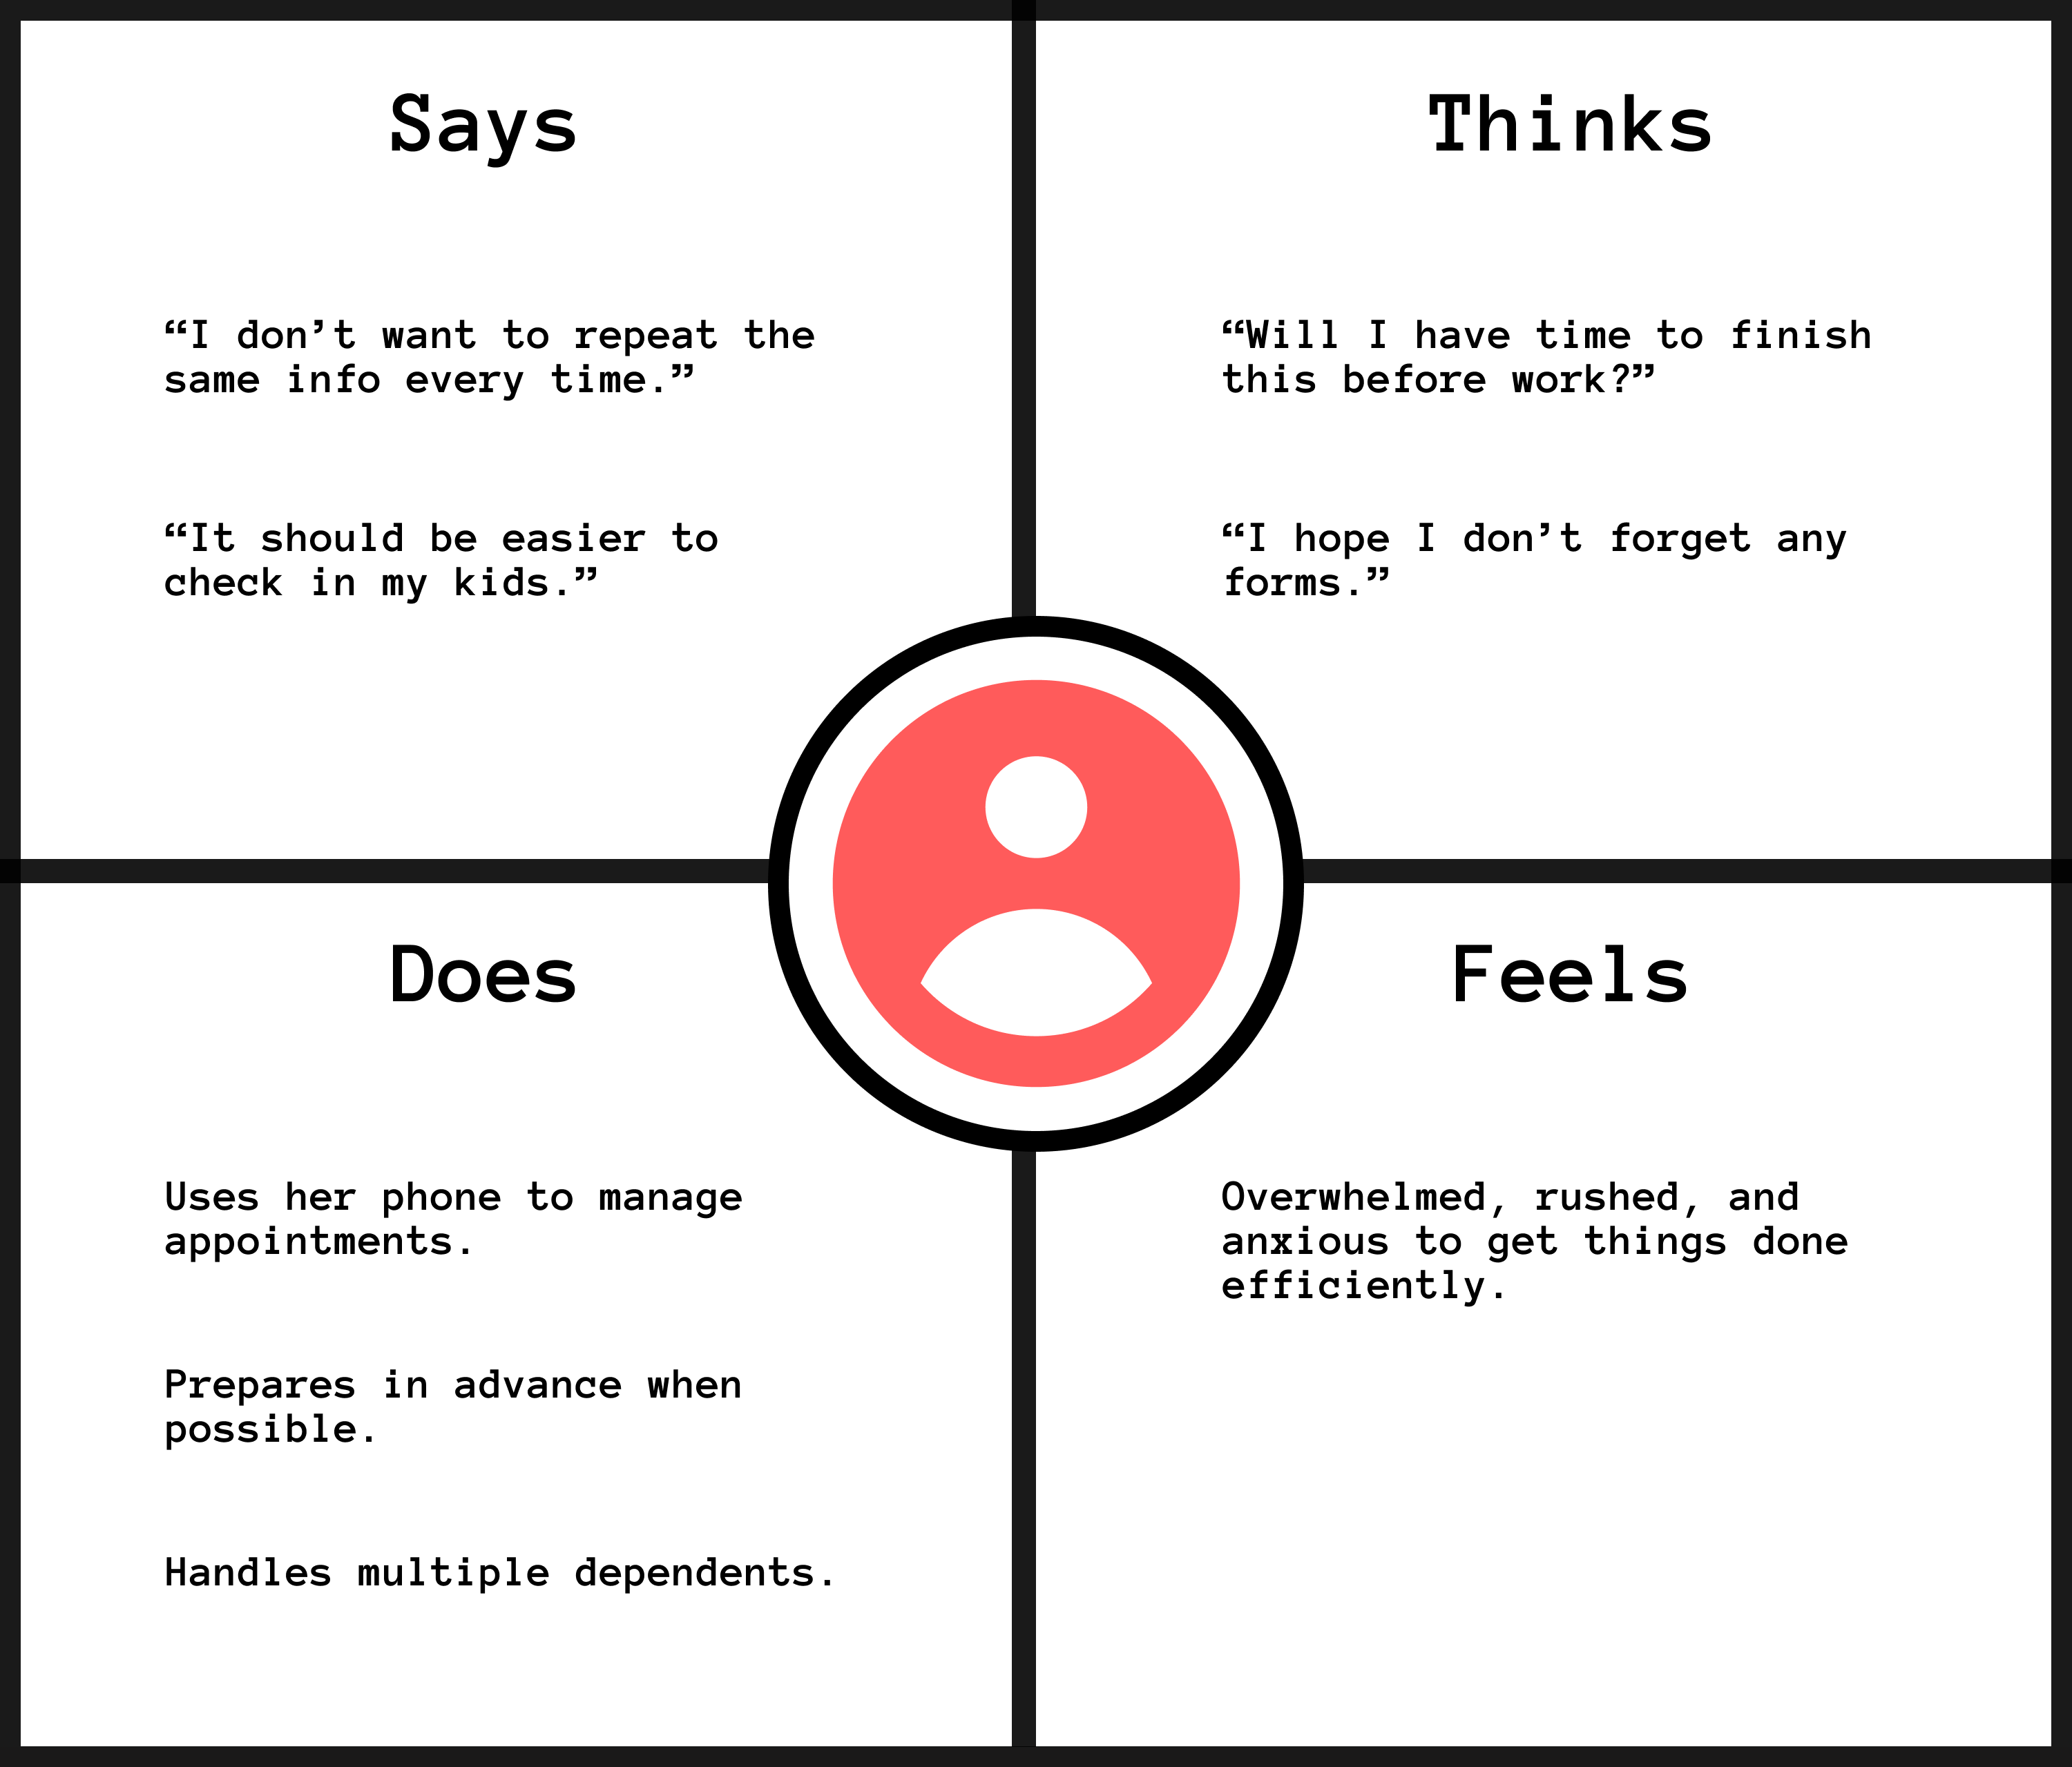 Says
“I don’t want to repeat the
same info every time.”
“It should be easier to
check in my kids.”
Thinks
“Will I have time to finish
this before work?”
“I hope I don’t forget any
forms.”
Does
Uses her phone to manage
appointments.
Prepares in advance when
possible.
Handles multiple dependents.
Feels
Overwhelmed, rushed, and
anxious to get things done
efficiently.